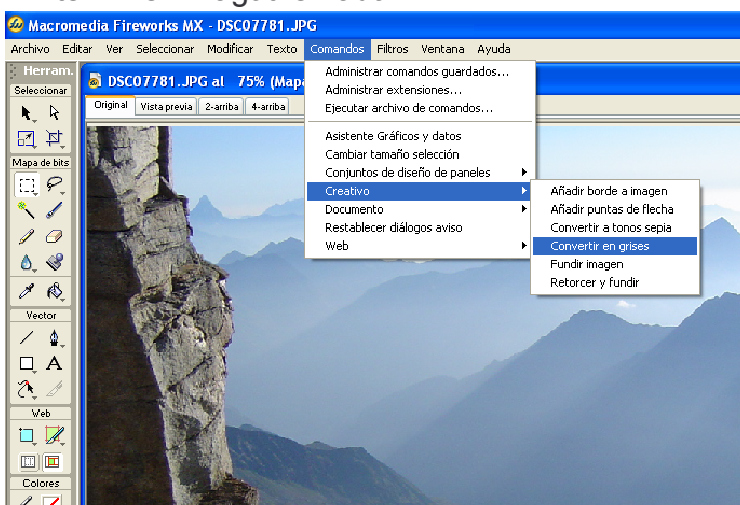 Macromedia Fireworks MX - DSC07781.JPG
Archivo Editar Ver Seleccionar Modificar Texto Comandos Filtros Ventana Ayuda
Herram.
Seleccionar
Mapa de bits
Vector
Web
Colores
DSC07781.JPG al 75% (Mapa
Original Vista previa 2-arriba 4-arriba
Administrar comandos guardados...
Administrar extensiones...
Ejecutar archivo de comandos...
Asistente Gráficos y datos
Cambiar tamaño selección
Conjuntos de diseño de paneles
Creativo
Documento
Restablecer diálogos aviso
Web
Añadir borde a imagen
Añadir puntas de flecha
Convertir a tonos sepia
Convertir en grises
Fundir imagen
Retorcer y fundir